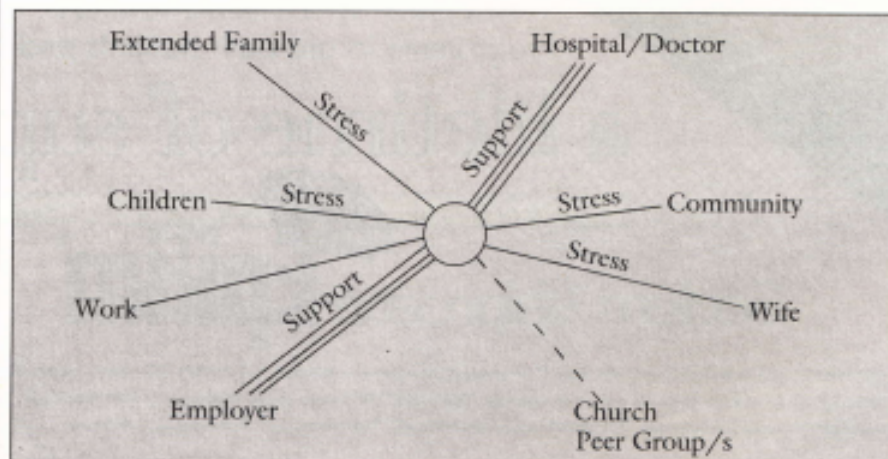 Extended Family
Hospital/Doctor
Stress
Support
Children
Stress
Stress
Community
Stress
Work
Support
Wife
Employer
Church
Peer Group/s